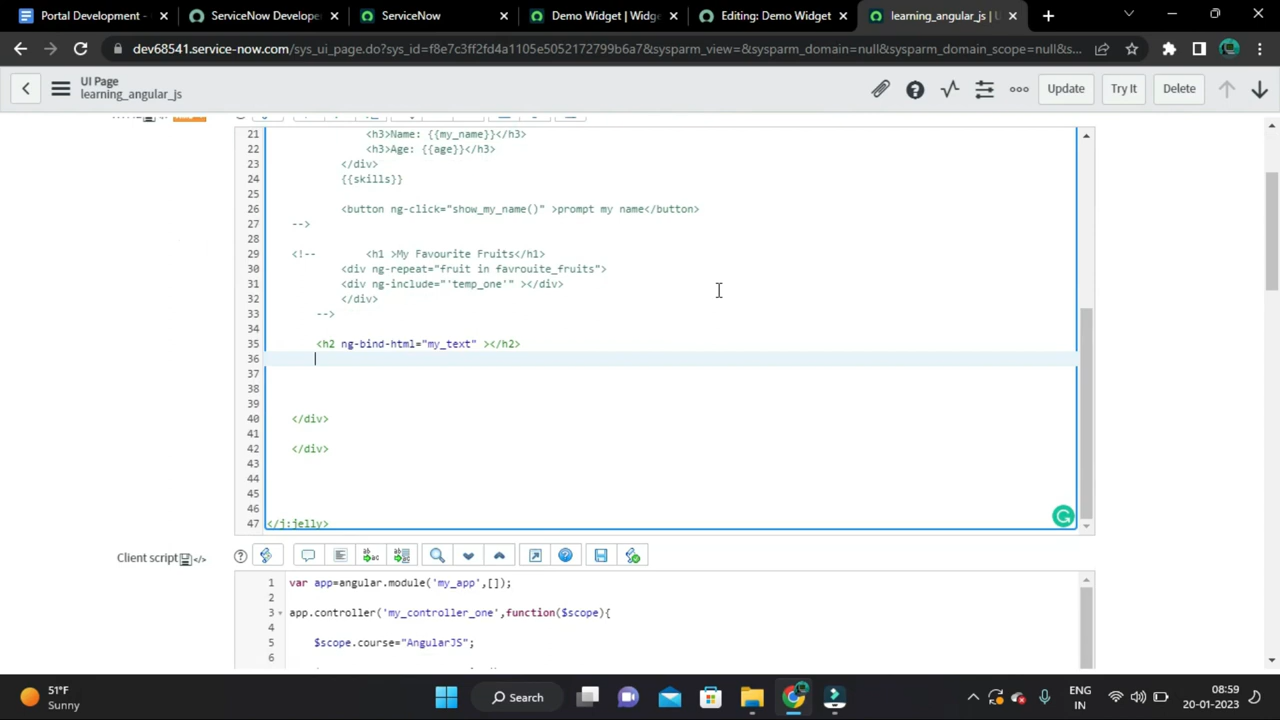 Portal Development -
ServiceNow Develope
ServiceNow
Demo Widget | Widg
Editing: Demo Widget
learning_angular_js | U
dev68541.service-now.com/sys_ui_page.do?sys_id=f8e7c3ff2fd4a1105e5052172799b6a7&sysparm_view=&sysparm_domain=null&sysparm_domain_scope=null&s...
UI Page
learning_angular_js
Update
Try It
Delete
21 <h3>Name: {{my_name}}</h3>
22 <h3>Age: {{age}}</h3>
23 </div>
24 {{skills}}
25
26 <button ng-click="show_my_name()" >prompt my name</button>
27 -->
28
29 <!-- <h1 >My Favourite Fruits</h1>
30 <div ng-repeat="fruit in favrouite_fruits">
31 <div ng-include="'temp_one'" ></div>
32 </div>
33 -->
34
35 <h2 ng-bind-html="my_text" ></h2>
36
37
38
39
40 </div>
41
42 </div>
43
44
45
46
47 </j:jelly>
Client script
1 var app=angular.module('my_app',[]);
2
3 app.controller('my_controller_one',function($scope){
4
5 $scope.course="AngularJS";
6
51°F
Sunny
Search
ENG
IN
08:59
20-01-2023